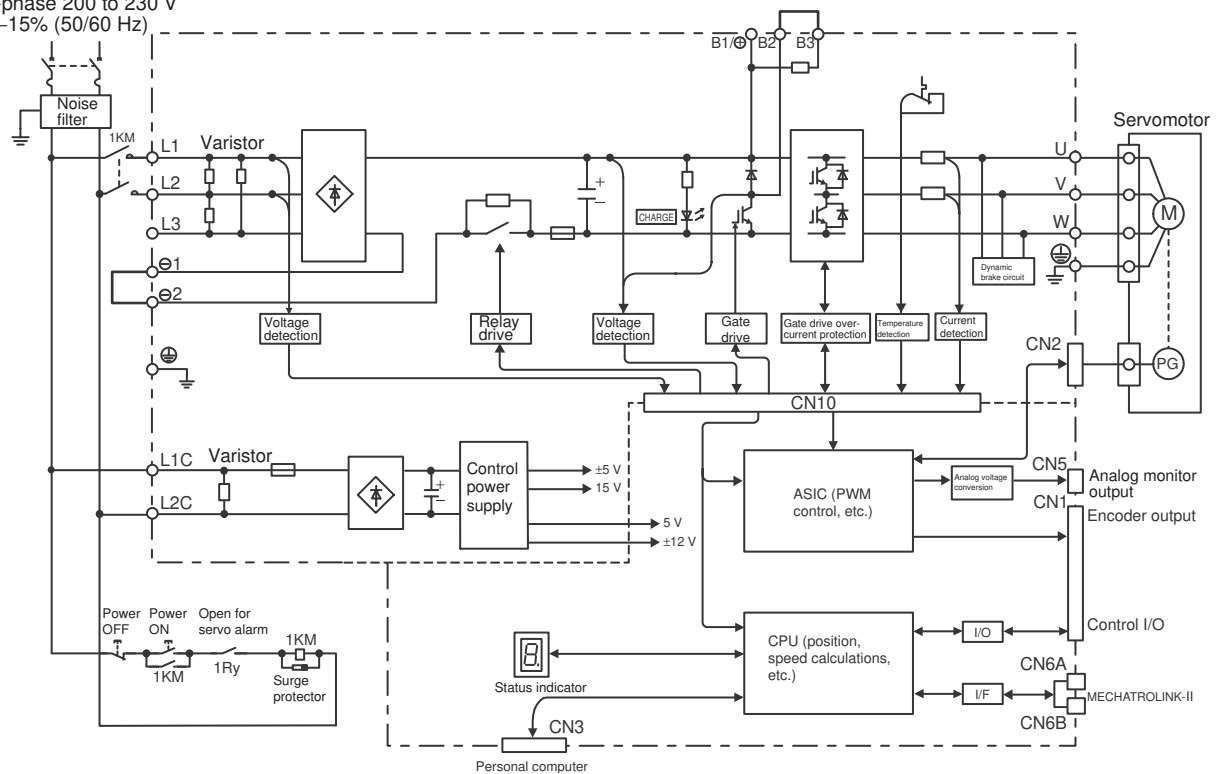 -phase 200 to 230 V
–15% (50/60 Hz)
B1/⊕ B2 B3
Noise
filter
1KM
L1
Varistor
L2
L3
⊖1
⊖2
+
–
CHARGE
U
V
W
Servomotor
M
Dynamic
brake circuit
Voltage
detection
Relay
drive
Voltage
detection
Gate
drive
Gate drive over-
current protection
Temperature
detection
Current
detection
CN2
PG
CN10
L1C
Varistor
L2C
+
–
Control
power
supply
±5 V
15 V
5 V
±12 V
ASIC (PWM
control, etc.)
Analog voltage
conversion
CN5
Analog monitor
output
CN1
Encoder output
Power
OFF
Power
ON
Open for
servo alarm
1KM
1KM
1Ry
Surge
protector
8.
Status indicator
CPU (position,
speed calculations,
etc.)
I/O
Control I/O
I/F
CN6A
MECHATROLINK-II
CN6B
CN3
Personal computer